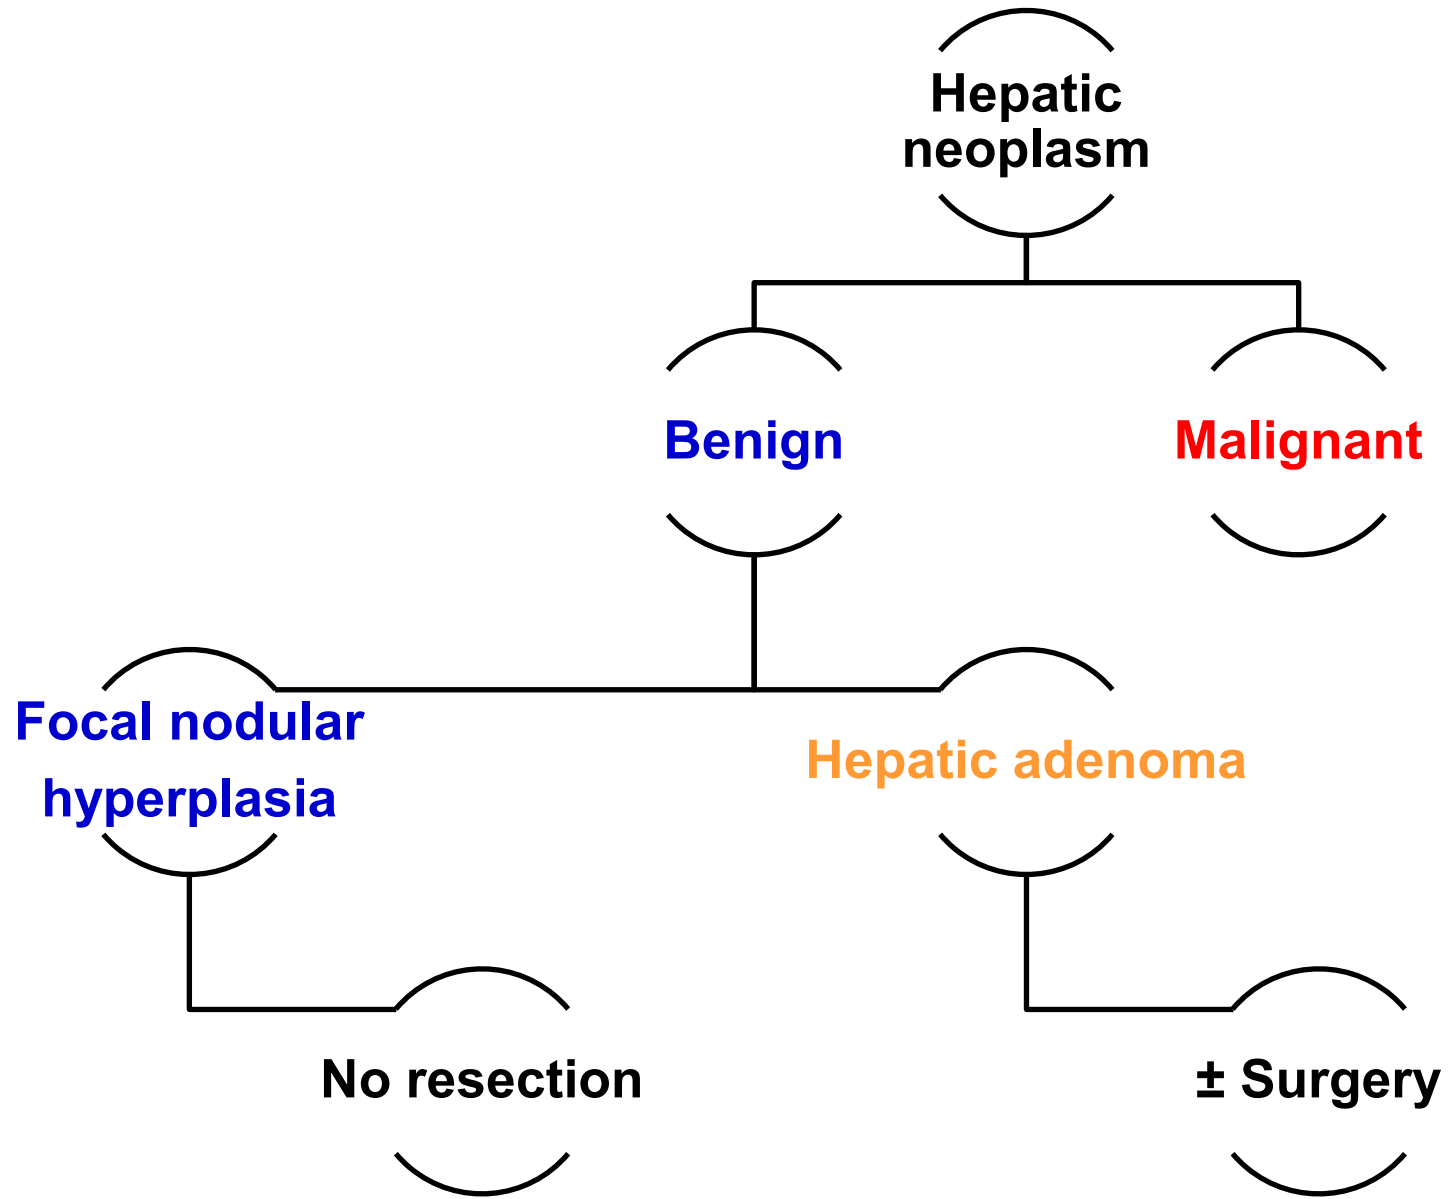 Hepatic
neoplasm
Benign
Malignant
Focal nodular
hyperplasia
Hepatic adenoma
No resection
± Surgery